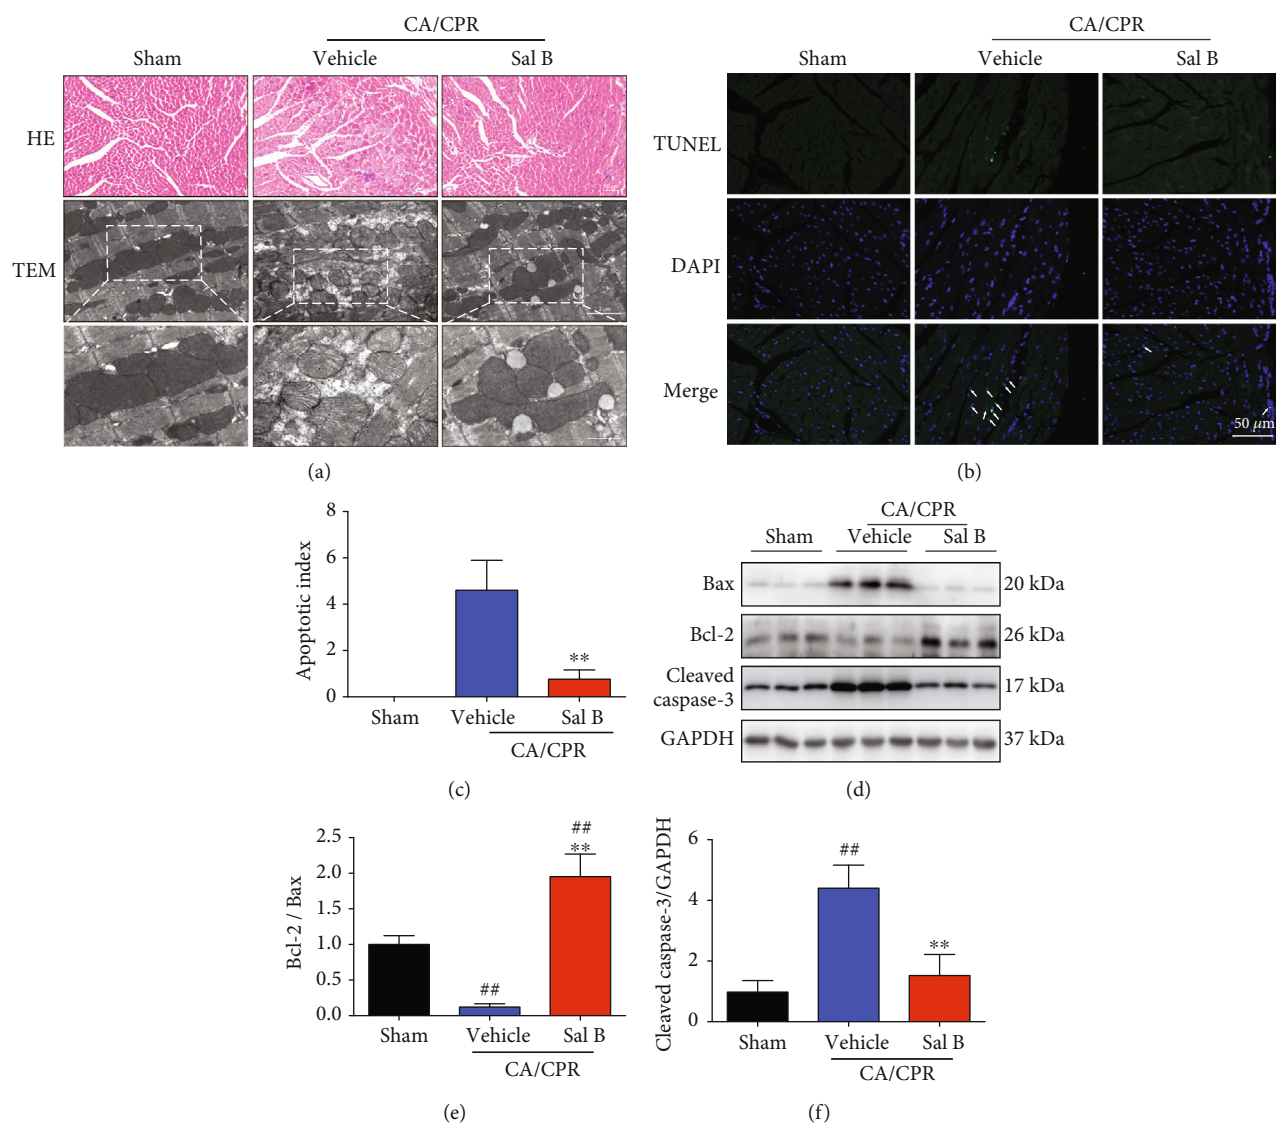 CA/CPR
Sham Vehicle Sal B
HE
TEM
(a)
CA/CPR
Sham Vehicle Sal B
TUNEL
DAPI
Merge
50 μm
(b)
8
6
4
2
0
Apoptotic index
**
Sham Vehicle Sal B
CA/CPR
(c)
CA/CPR
Sham Vehicle Sal B
Bax 20 kDa
Bcl-2 26 kDa
Cleaved
caspase-3 17 kDa
GAPDH 37 kDa
(d)
2.5
2.0
1.5
1.0
0.5
0.0
Bcl-2 / Bax
##
##
**
Sham Vehicle Sal B
CA/CPR
(e)
6
4
2
0
Cleaved caspase-3/GAPDH
##
**
Sham Vehicle Sal B
CA/CPR
(f)